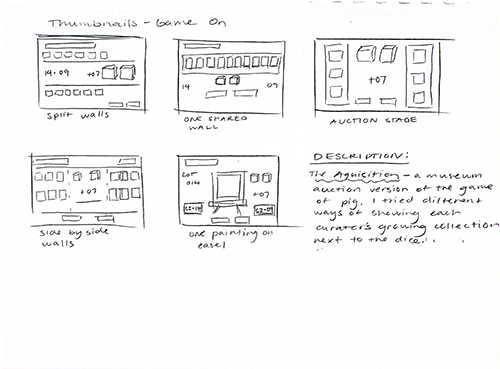 Thumbnails - Game On
14 · 09
+07
split walls
14
09
ONE SHARED
WALL
+07
AUCTION STAGE
+07
side by side
walls
LOT
014
+07
one painting on
easel
DESCRIPTION:
The Aquisition - a museum
auction version of the game
of pig. I tried different
ways of showing each
curator's growing collection
next to the dice...